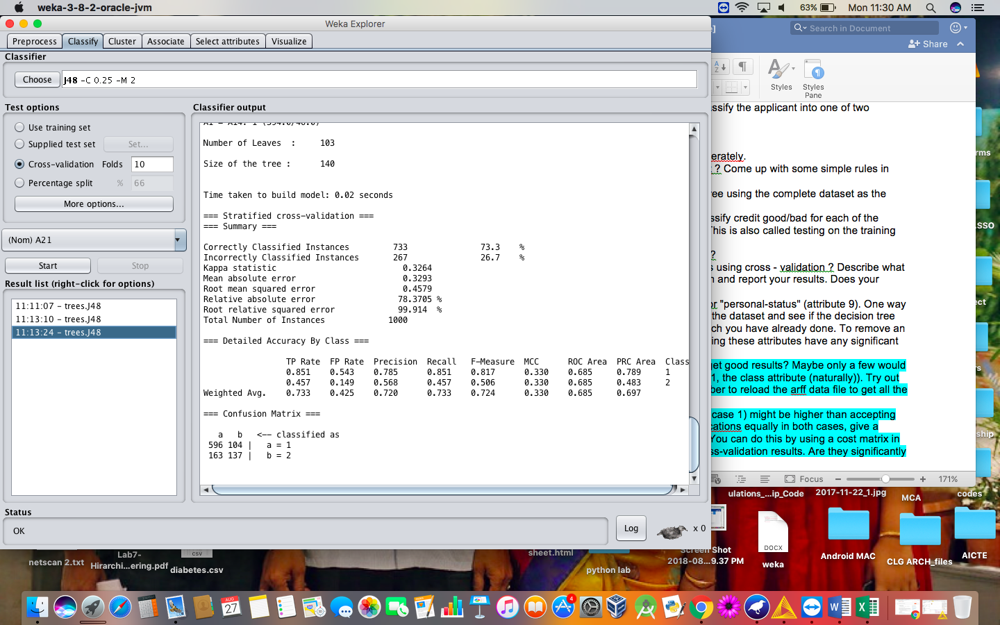 weka-3-8-2-oracle-jvm
63% Mon 11:30 AM
Weka Explorer
Preprocess Classify Cluster Associate Select attributes Visualize
Classifier
Choose J48 -C 0.25 -M 2
Test options
Use training set
Supplied test set Set...
Cross-validation Folds 10
Percentage split % 66
More options...
(Nom) A21
Start Stop
Result list (right-click for options)
11:11:07 - trees.J48
11:13:10 - trees.J48
11:13:24 - trees.J48
Classifier output
Number of Leaves : 103
Size of the tree : 140
Time taken to build model: 0.02 seconds
=== Stratified cross-validation ===
=== Summary ===
Correctly Classified Instances 733 73.3 %
Incorrectly Classified Instances 267 26.7 %
Kappa statistic 0.3264
Mean absolute error 0.3293
Root mean squared error 0.4579
Relative absolute error 78.3705 %
Root relative squared error 99.914 %
Total Number of Instances 1000
=== Detailed Accuracy By Class ===
TP Rate FP Rate Precision Recall F-Measure MCC ROC Area PRC Area Class
0.851 0.543 0.785 0.851 0.817 0.330 0.685 0.789 1
0.457 0.149 0.568 0.457 0.506 0.330 0.685 0.483 2
Weighted Avg. 0.733 0.425 0.720 0.733 0.724 0.330 0.685 0.697
=== Confusion Matrix ===
a b <-- classified as
596 104 | a = 1
163 137 | b = 2
Status
OK
Log x 0
Search in Document
Share
Styles Styles Pane
ssify the applicant into one of two
erately.
? Come up with some simple rules in
ee using the complete dataset as the
ssify credit good/bad for each of the
his is also called testing on the training
?
s using cross - validation ? Describe what
n and report your results. Does your
or "personal-status" (attribute 9). One way
the dataset and see if the decision tree
ch you have already done. To remove an
ing these attributes have any significant
get good results? Maybe only a few would
1, the class attribute (naturally)). Try out
ber to reload the arff data file to get all the
case 1) might be higher than accepting
cations equally in both cases, give a
You can do this by using a cost matrix in
ss-validation results. Are they significantly
Focus 171%
ulations_...ip_Code 2017-11-22_1.jpg MCA codes
netscan 2.txt
Lab7-Hirarchi...ering.pdf
csv
diabetes.csv
sheet.html
python lab
Screen Shot
2018-08...9.37 PM
DOCX
weka
Android MAC
CLG ARCH_files
AICTE
AUG
27
4